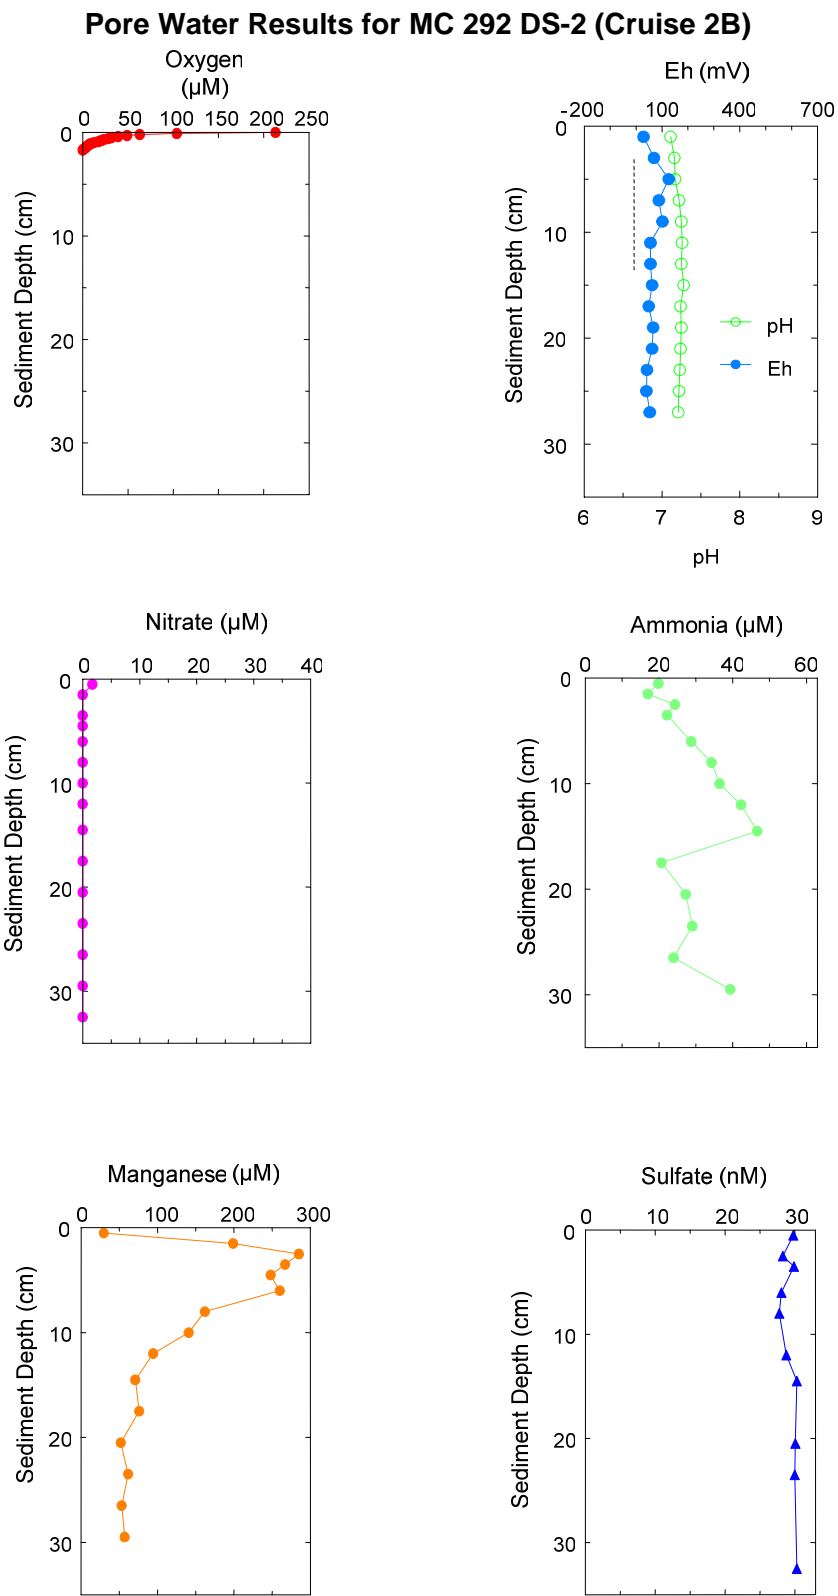 Pore Water Results for MC 292 DS-2 (Cruise 2B)
Oxygen
(µM)
0 50 100 150 200 250
0
10
20
30
Sediment Depth (cm)
Eh (mV)
-200 100 400 700
0
10
20
30
Sediment Depth (cm)
pH
Eh
6 7 8 9
pH
Nitrate (µM)
0 10 20 30 40
0
10
20
30
Sediment Depth (cm)
Ammonia (µM)
0 20 40 60
0
10
20
30
Sediment Depth (cm)
Manganese (µM)
0 100 200 300
0
10
20
30
Sediment Depth (cm)
Sulfate (nM)
0 10 20 30
0
10
20
30
Sediment Depth (cm)